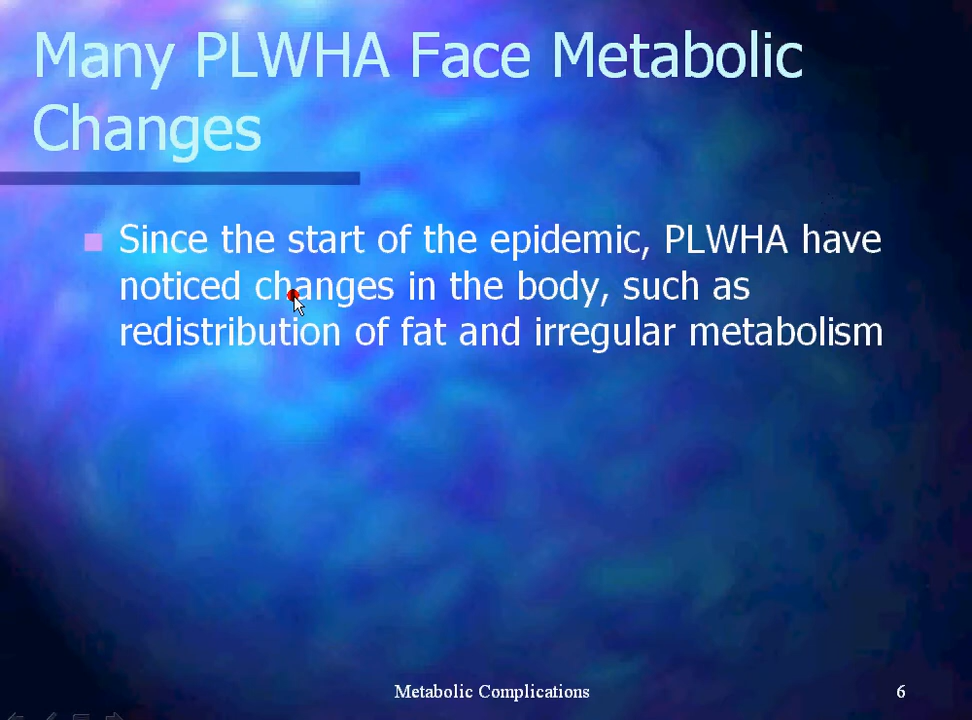 Many PLWHA Face Metabolic
Changes
Since the start of the epidemic, PLWHA have
noticed changes in the body, such as
redistribution of fat and irregular metabolism
Metabolic Complications
6